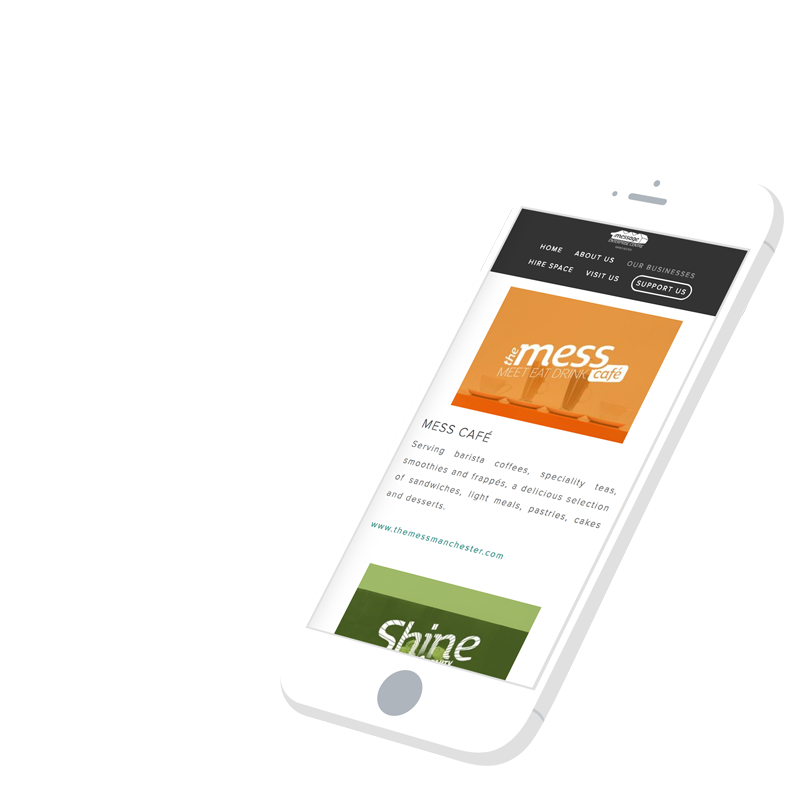 message
ENTERPRISE CENTRE
HOME ABOUT US OUR BUSINESSES
HIRE SPACE VISIT US SUPPORT US
the mess
MEET EAT DRINK café
MESS CAFÉ
Serving barista coffees, speciality teas,
smoothies and frappés, a delicious selection
of sandwiches, light meals, pastries, cakes
and desserts.
www.themessmanchester.com
Shine